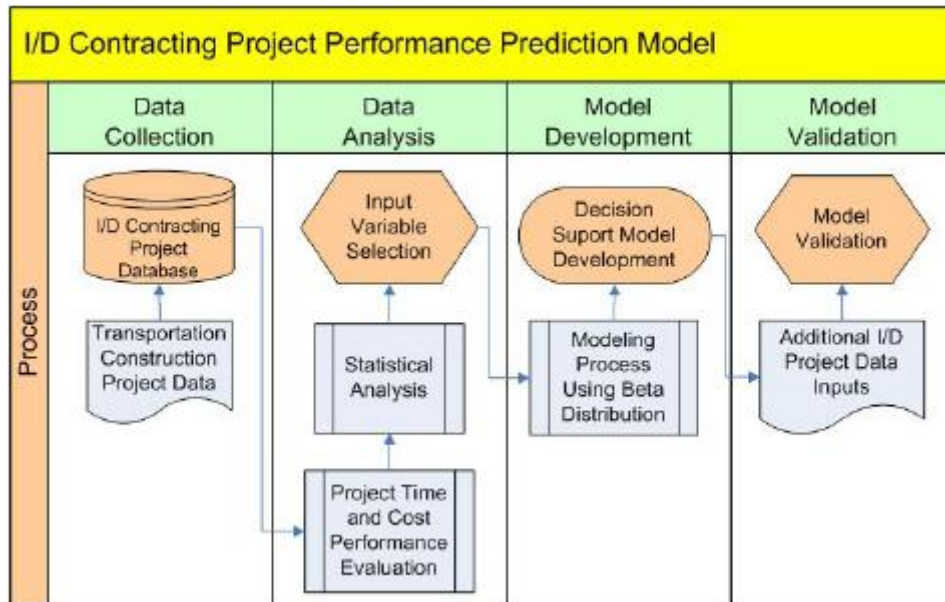 I/D Contracting Project Performance Prediction Model
Process
Data
Collection
Data
Analysis
Model
Development
Model
Validation
I/D Contracting
Project
Database
Transportation
Construction
Project Data
Input
Variable
Selection
Statistical
Analysis
Project Time
and Cost
Performance
Evaluation
Decision
Suport Model
Development
Modeling
Process
Using Beta
Distribution
Model
Validation
Additional I/D
Project Data
Inputs